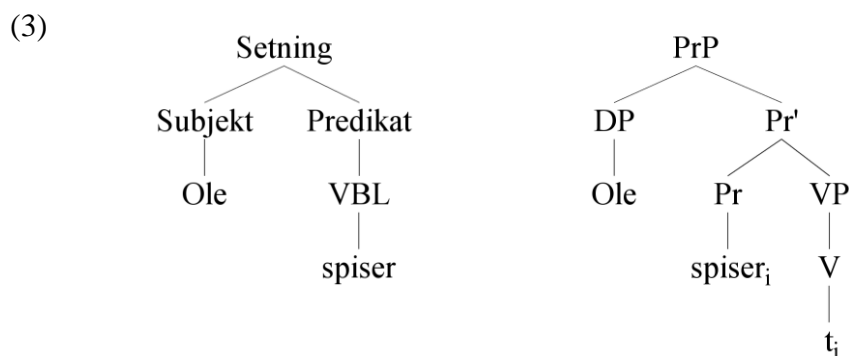 (3)
Setning PrP
Subjekt Predikat DP Pr'
Ole VBL Ole Pr VP
spiser spiserᵢ V
tᵢ